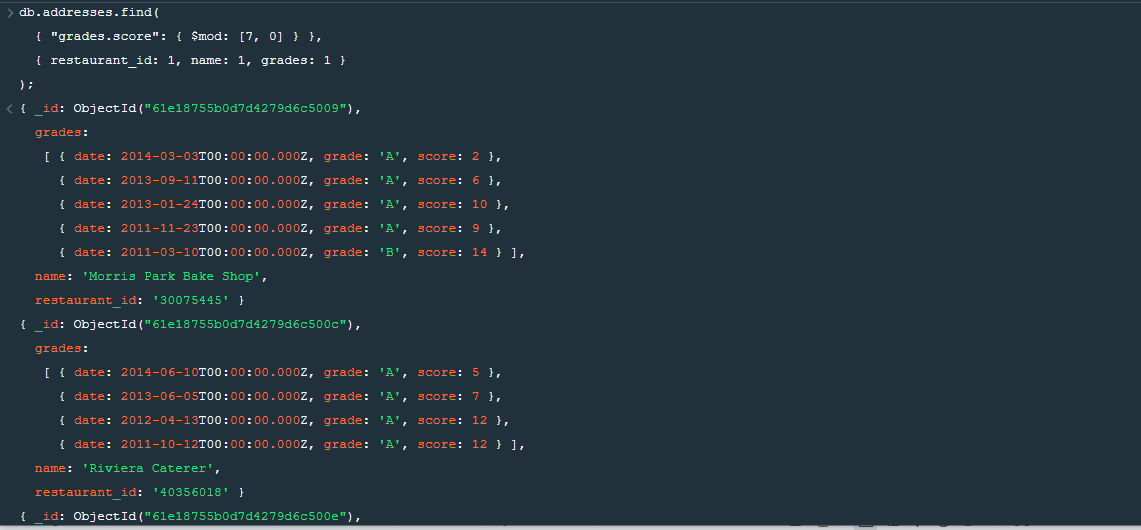 > db.addresses.find(
{ "grades.score": { $mod: [7, 0] } },
{ restaurant_id: 1, name: 1, grades: 1 }
);
< { _id: ObjectId("61e18755b0d7d4279d6c5009"),
grades:
[ { date: 2014-03-03T00:00:00.000Z, grade: 'A', score: 2 },
{ date: 2013-09-11T00:00:00.000Z, grade: 'A', score: 6 },
{ date: 2013-01-24T00:00:00.000Z, grade: 'A', score: 10 },
{ date: 2011-11-23T00:00:00.000Z, grade: 'A', score: 9 },
{ date: 2011-03-10T00:00:00.000Z, grade: 'B', score: 14 } ],
name: 'Morris Park Bake Shop',
restaurant_id: '30075445' }
{ _id: ObjectId("61e18755b0d7d4279d6c500c"),
grades:
[ { date: 2014-06-10T00:00:00.000Z, grade: 'A', score: 5 },
{ date: 2013-06-05T00:00:00.000Z, grade: 'A', score: 7 },
{ date: 2012-04-13T00:00:00.000Z, grade: 'A', score: 12 },
{ date: 2011-10-12T00:00:00.000Z, grade: 'A', score: 12 } ],
name: 'Riviera Caterer',
restaurant_id: '40356018' }
{ _id: ObjectId("61e18755b0d7d4279d6c500e"),